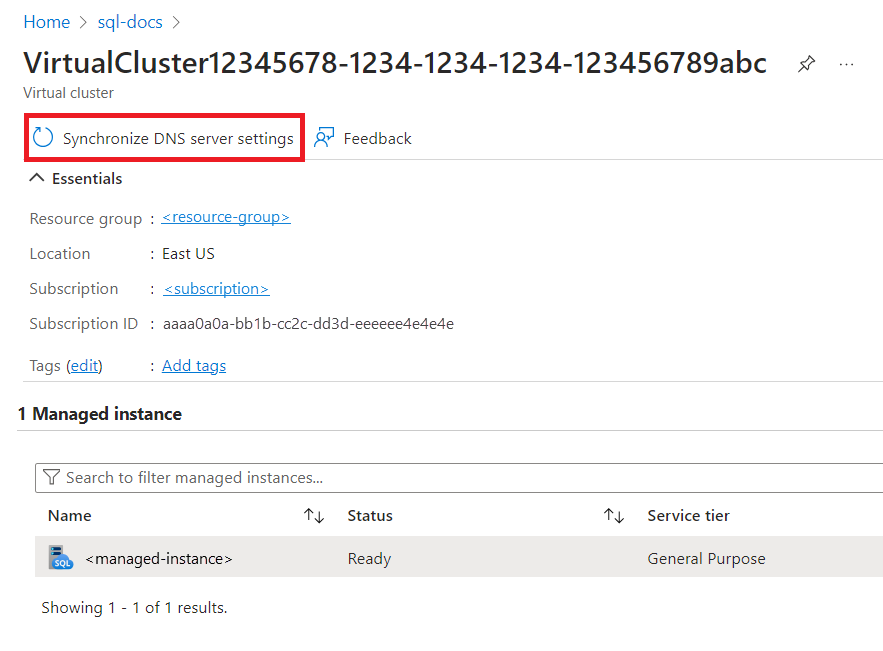 Home > sql-docs >
VirtualCluster12345678-1234-1234-1234-123456789abc ...
Virtual cluster
Synchronize DNS server settings Feedback
Essentials
Resource group : <resource-group>
Location : East US
Subscription : <subscription>
Subscription ID : aaaa0a0a-bb1b-cc2c-dd3d-eeeeee4e4e4e
Tags (edit) : Add tags
1 Managed instance
Search to filter managed instances...
Name ↑↓ Status ↑↓ Service tier
SQL <managed-instance> Ready General Purpose
Showing 1 - 1 of 1 results.